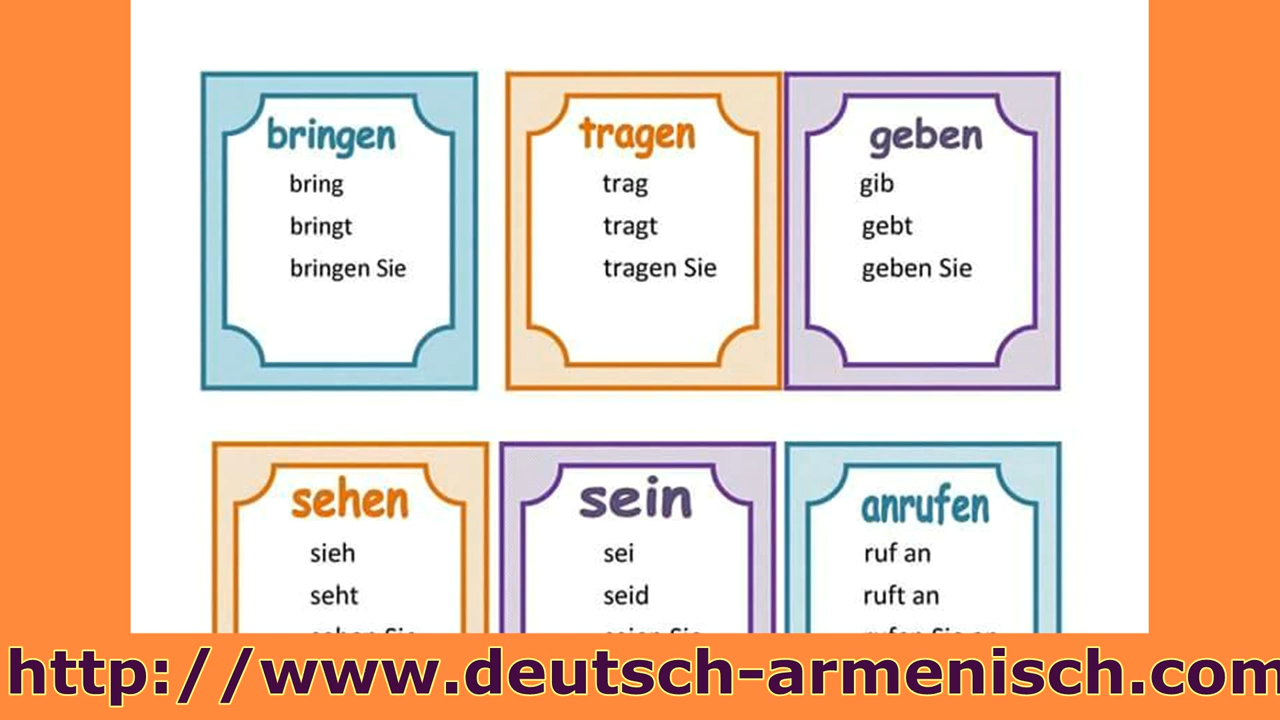 bringen
bring
bringt
bringen Sie
tragen
trag
tragt
tragen Sie
geben
gib
gebt
geben Sie
sehen
sieh
seht
sein
sei
seid
anrufen
ruf an
ruft an
http://www.deutsch-armenisch.com